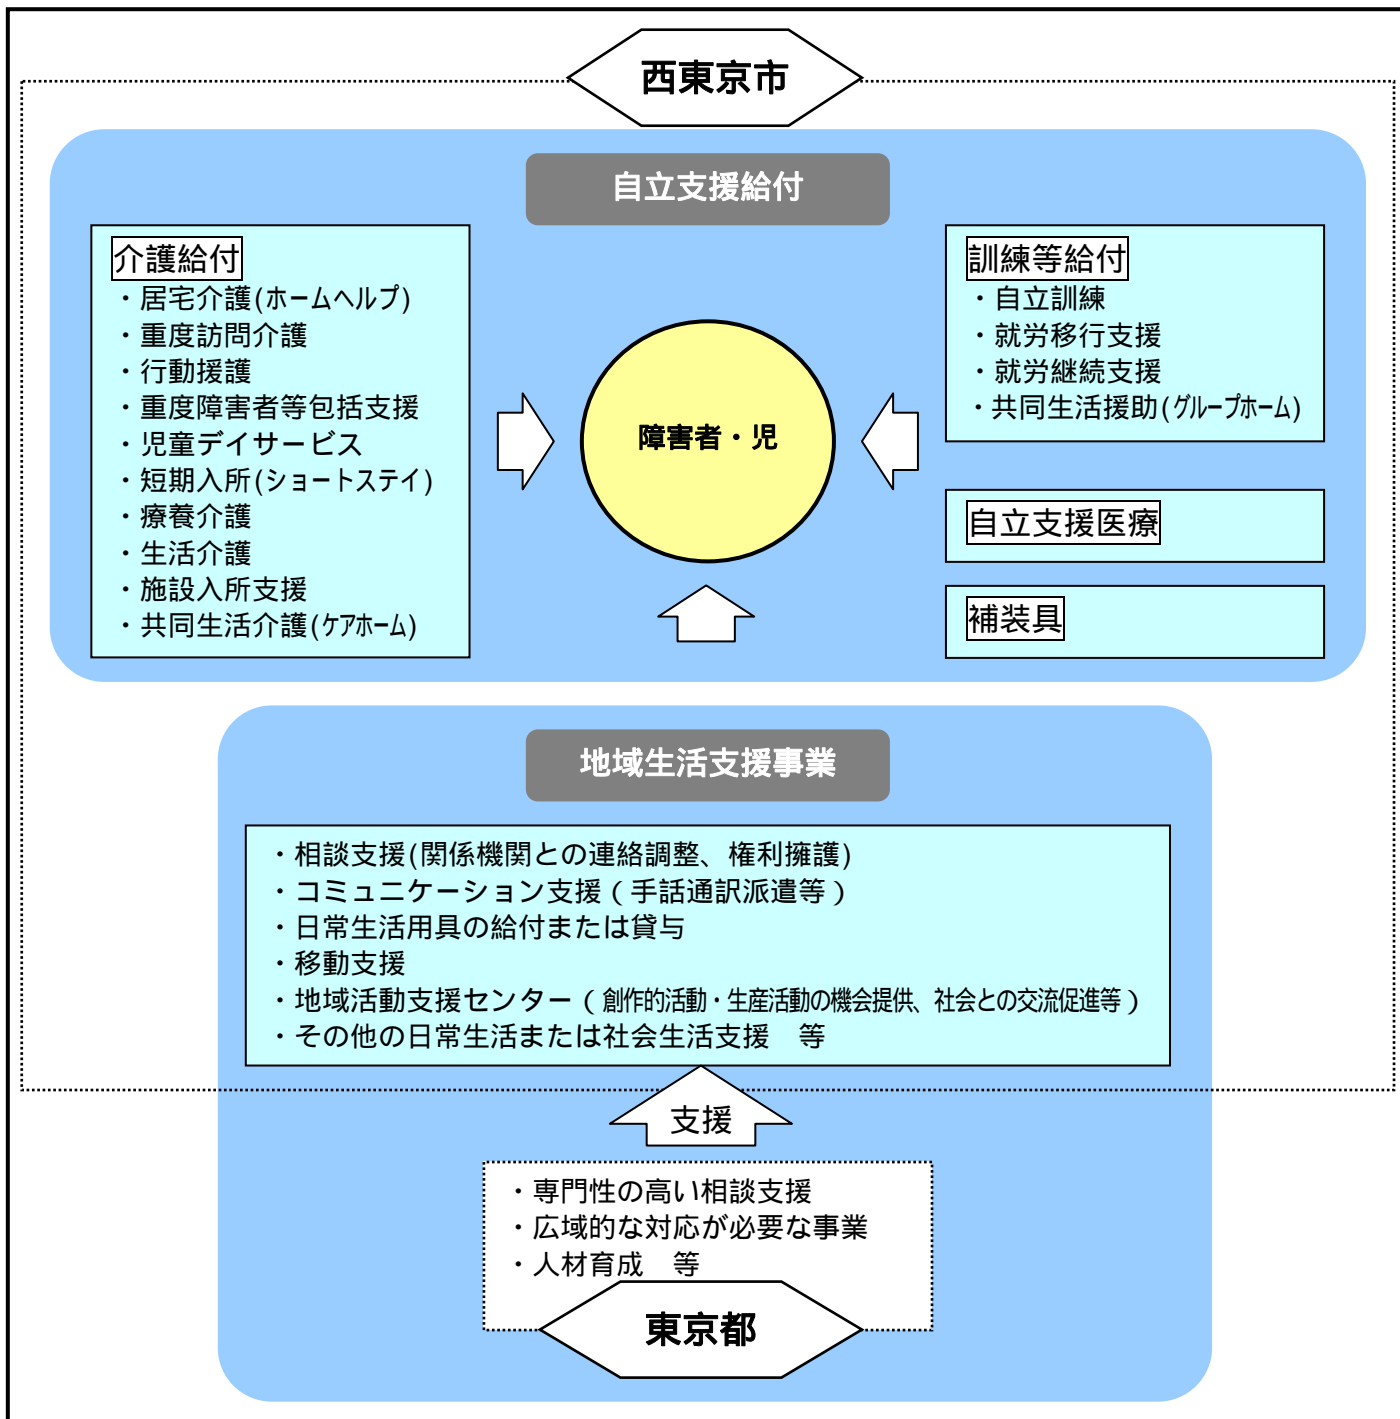 西東京市
自立支援給付
介護給付
・居宅介護(ホームヘルプ)
・重度訪問介護
・行動援護
・重度障害者等包括支援
・児童デイサービス
・短期入所(ショートステイ)
・療養介護
・生活介護
・施設入所支援
・共同生活介護(ケアホーム)
障害者・児
訓練等給付
・自立訓練
・就労移行支援
・就労継続支援
・共同生活援助(グループホーム)
自立支援医療
補装具
地域生活支援事業
・相談支援(関係機関との連絡調整、権利擁護)
・コミュニケーション支援(手話通訳派遣等)
・日常生活用具の給付または貸与
・移動支援
・地域活動支援センター(創作的活動・生産活動の機会提供、社会との交流促進等)
・その他の日常生活または社会生活支援　等
支援
・専門性の高い相談支援
・広域的な対応が必要な事業
・人材育成　等
東京都